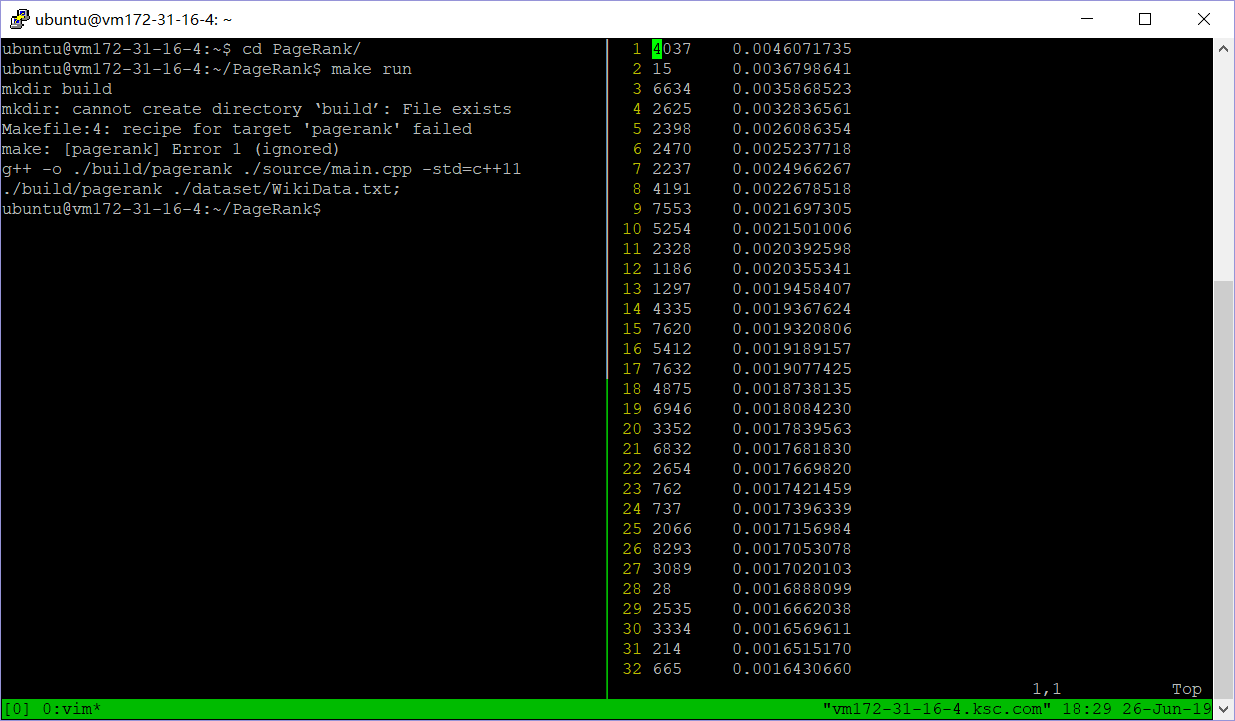 ubuntu@vm172-31-16-4: ~
ubuntu@vm172-31-16-4:~$ cd PageRank/
ubuntu@vm172-31-16-4:~/PageRank$ make run
mkdir build
mkdir: cannot create directory ‘build’: File exists
Makefile:4: recipe for target 'pagerank' failed
make: [pagerank] Error 1 (ignored)
g++ -o ./build/pagerank ./source/main.cpp -std=c++11
./build/pagerank ./dataset/WikiData.txt;
ubuntu@vm172-31-16-4:~/PageRank$
1 4037 0.0046071735
2 15 0.0036798641
3 6634 0.0035868523
4 2625 0.0032836561
5 2398 0.0026086354
6 2470 0.0025237718
7 2237 0.0024966267
8 4191 0.0022678518
9 7553 0.0021697305
10 5254 0.0021501006
11 2328 0.0020392598
12 1186 0.0020355341
13 1297 0.0019458407
14 4335 0.0019367624
15 7620 0.0019320806
16 5412 0.0019189157
17 7632 0.0019077425
18 4875 0.0018738135
19 6946 0.0018084230
20 3352 0.0017839563
21 6832 0.0017681830
22 2654 0.0017669820
23 762 0.0017421459
24 737 0.0017396339
25 2066 0.0017156984
26 8293 0.0017053078
27 3089 0.0017020103
28 28 0.0016888099
29 2535 0.0016662038
30 3334 0.0016569611
31 214 0.0016515170
32 665 0.0016430660
1,1 Top
[0] 0:vim* "vm172-31-16-4.ksc.com" 18:29 26-Jun-19